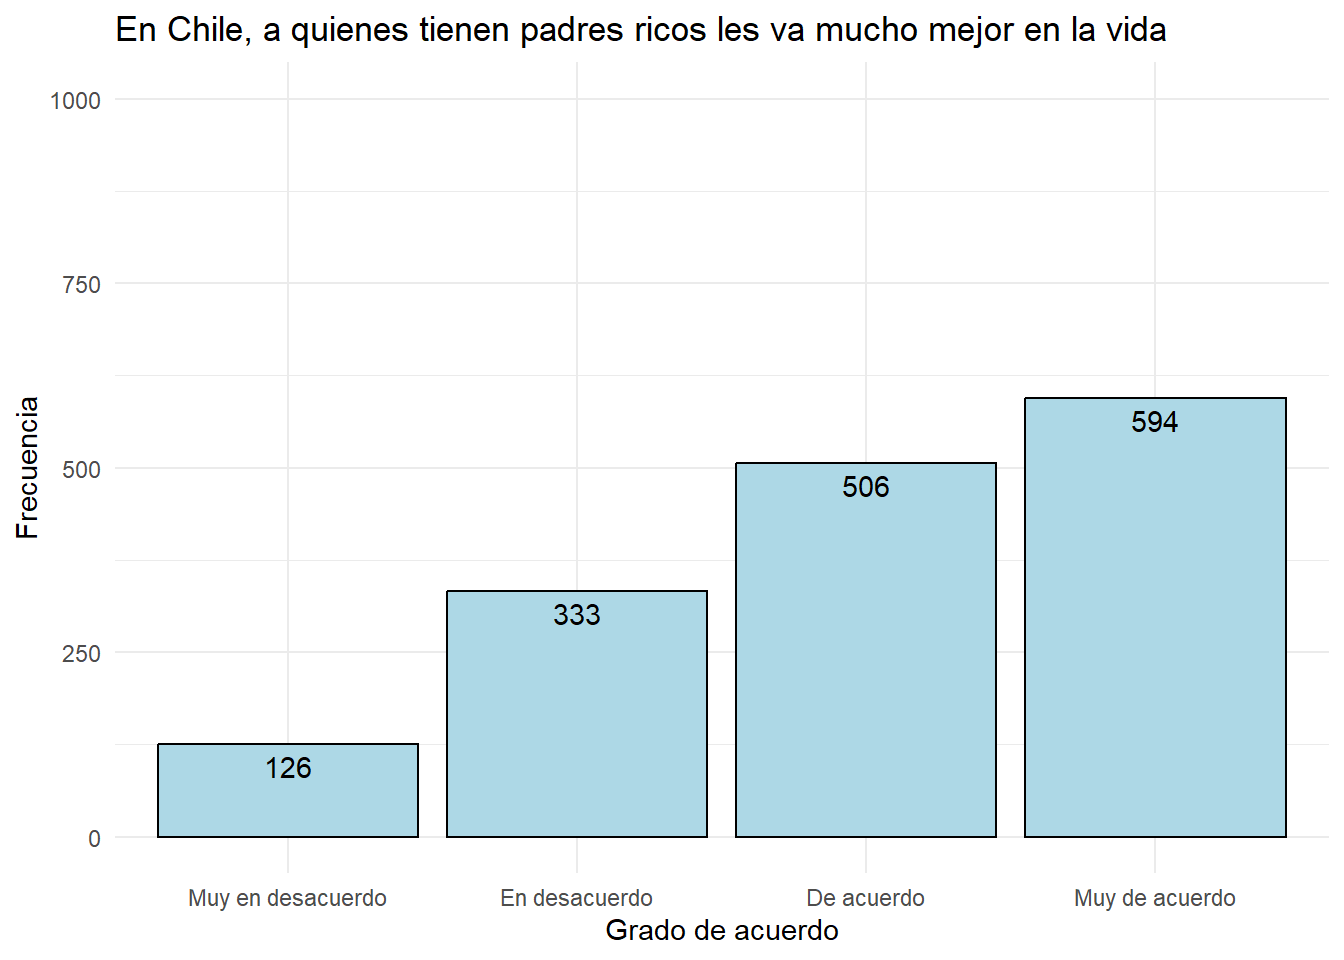 En Chile, a quienes tienen padres ricos les va mucho mejor en la vida
1000
750
500
250
0
Frecuencia
126
333
506
594
Muy en desacuerdo
En desacuerdo
De acuerdo
Muy de acuerdo
Grado de acuerdo